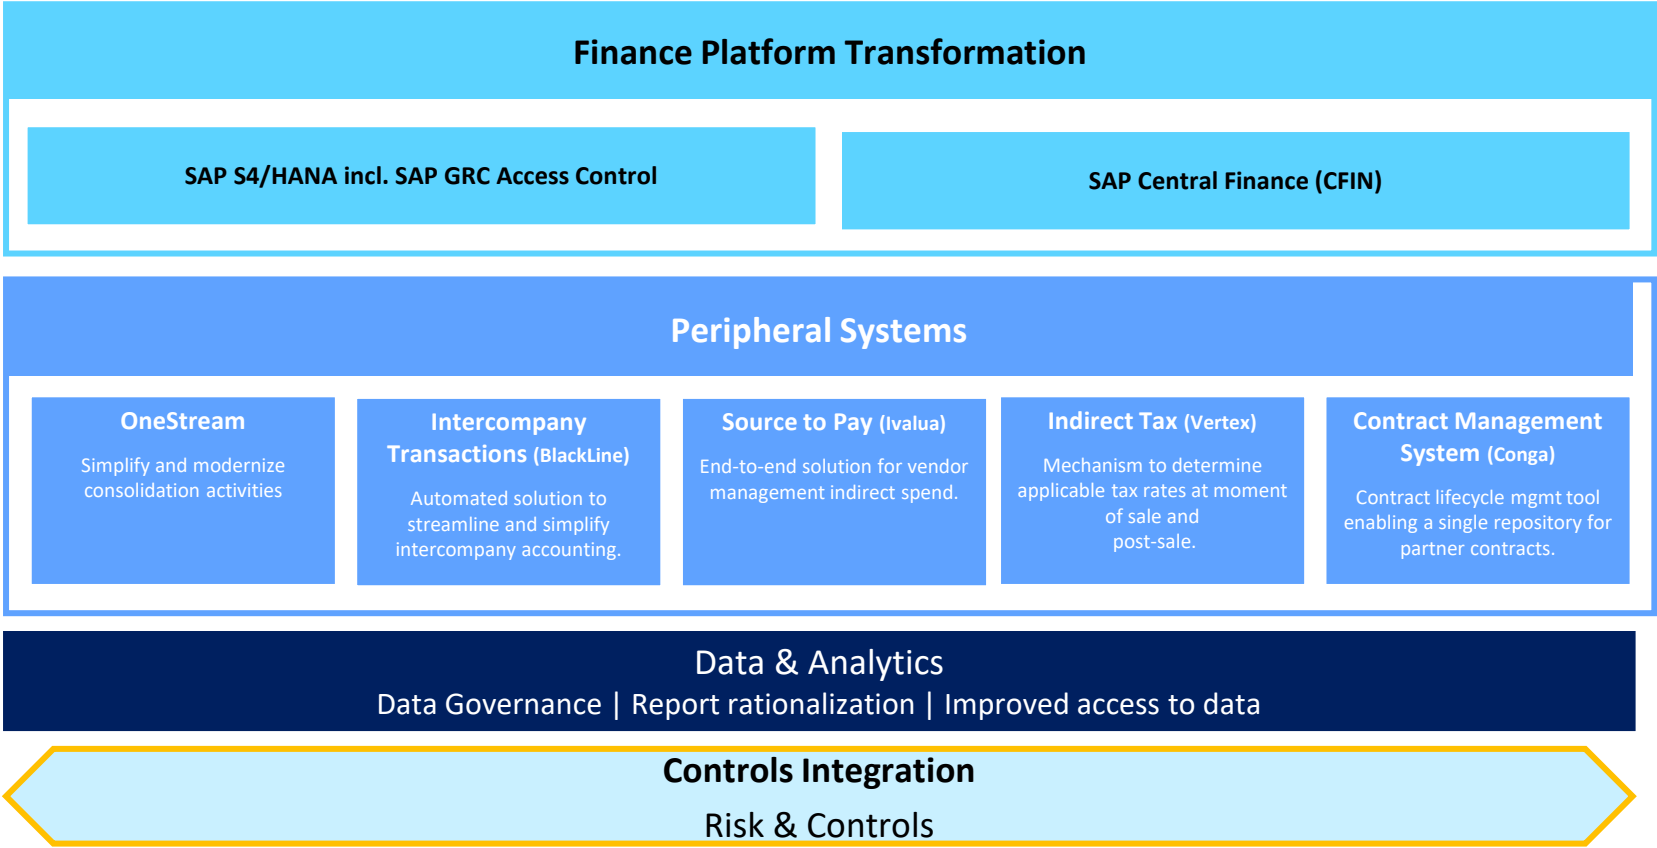 Finance Platform Transformation
SAP S4/HANA incl. SAP GRC Access Control
SAP Central Finance (CFIN)
Peripheral Systems
OneStream
Simplify and modernize
consolidation activities
Intercompany
Transactions (BlackLine)
Automated solution to
streamline and simplify
intercompany accounting.
Source to Pay (Ivalua)
End-to-end solution for vendor
management indirect spend.
Indirect Tax (Vertex)
Mechanism to determine
applicable tax rates at moment
of sale and
post-sale.
Contract Management
System (Conga)
Contract lifecycle mgmt tool
enabling a single repository for
partner contracts.
Data & Analytics
Data Governance | Report rationalization | Improved access to data
Controls Integration
Risk & Controls